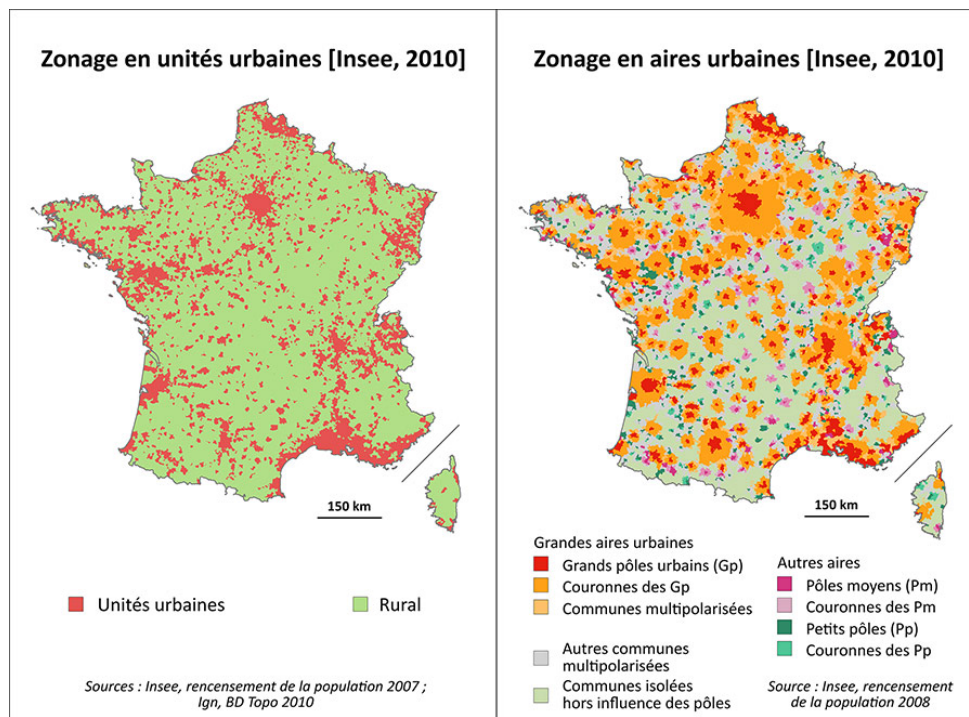 Zonage en unités urbaines [Insee, 2010]
150 km
Unités urbaines
Rural
Sources : Insee, rencensement de la population 2007 ;
Ign, BD Topo 2010
Zonage en aires urbaines [Insee, 2010]
150 km
Grandes aires urbaines
Grands pôles urbains (Gp)
Couronnes des Gp
Communes multipolarisées
Autres communes
multipolarisées
Communes isolées
hors influence des pôles
Autres aires
Pôles moyens (Pm)
Couronnes des Pm
Petits pôles (Pp)
Couronnes des Pp
Source : Insee, rencensement
de la population 2008